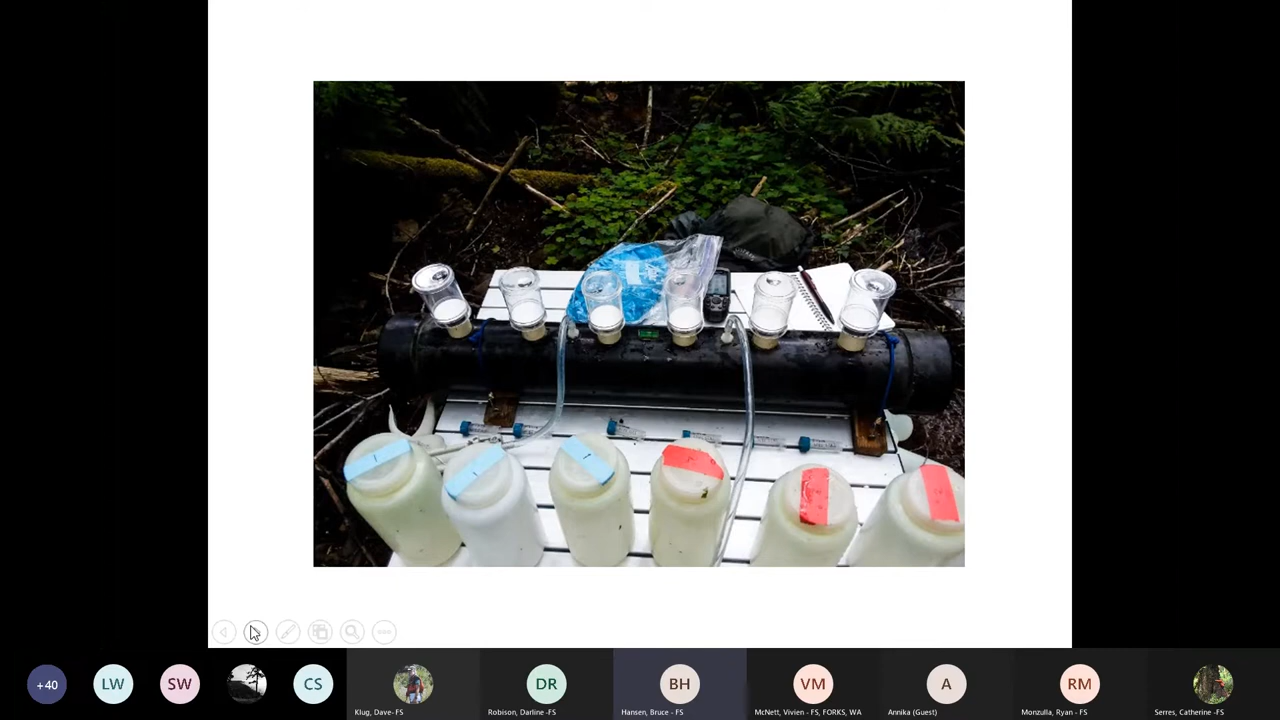 +40
LW
SW
CS
Klug, Dave- FS
DR
Robison, Darline -FS
BH
Hansen, Bruce - FS
VM
McNett, Vivien - FS, FORKS, WA
A
Annika (Guest)
RM
Monzulla, Ryan - FS
Serres, Catherine -FS